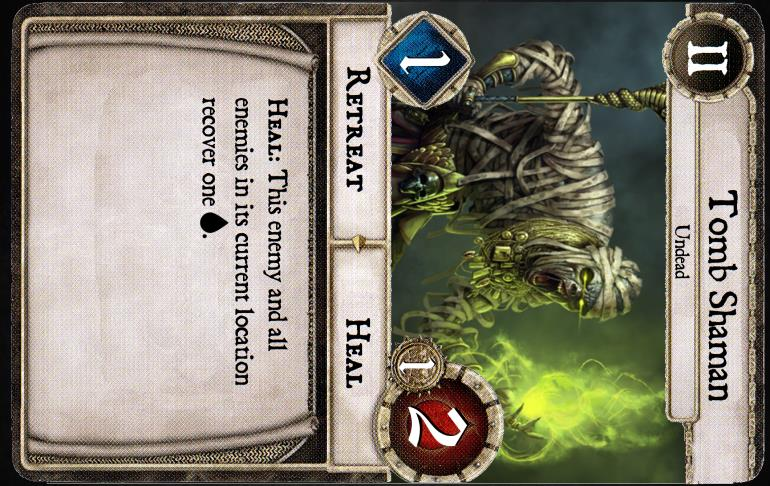 II
Tomb Shaman
Undead
1
1
2
RETREAT
HEAL
HEAL: This enemy and all
enemies in its current location
recover one .